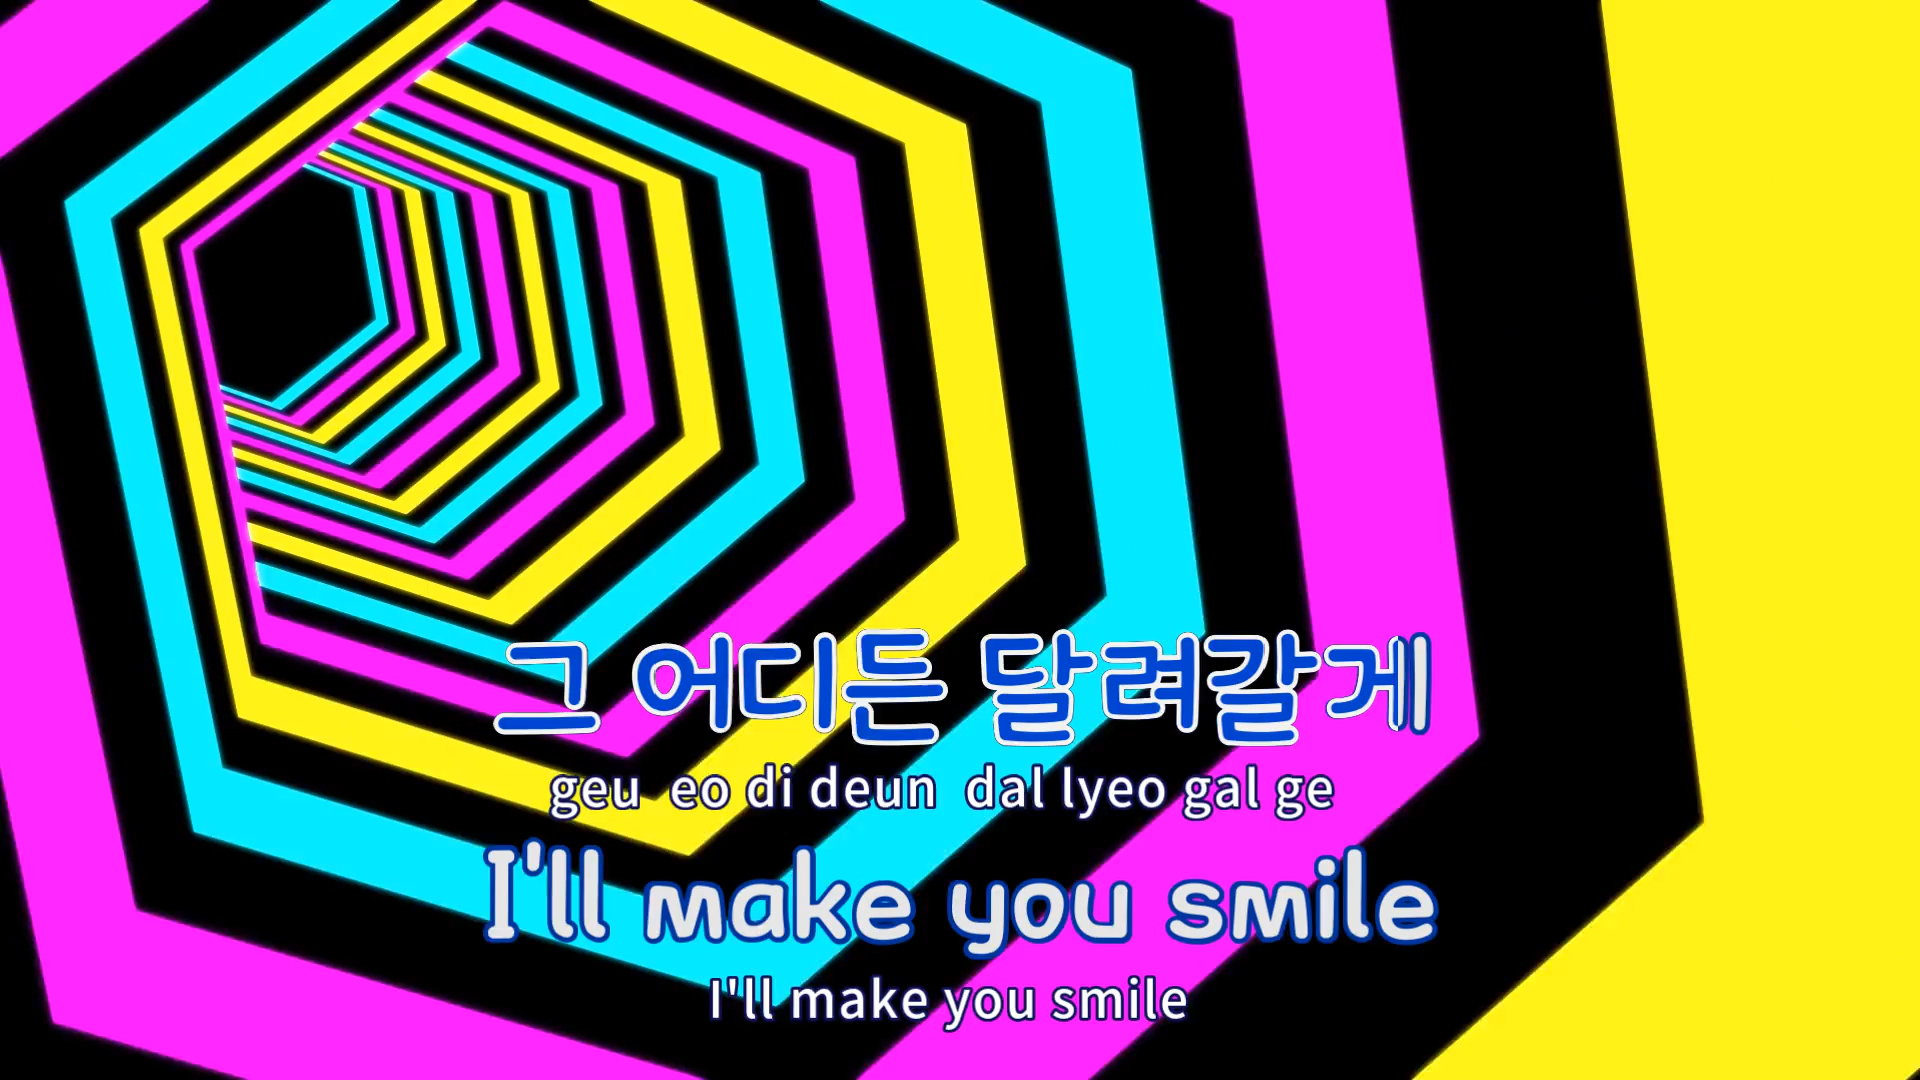 그 어디든 달려갈게
geu eo di deun dal lyeo gal ge
I'll make you smile
I'll make you smile